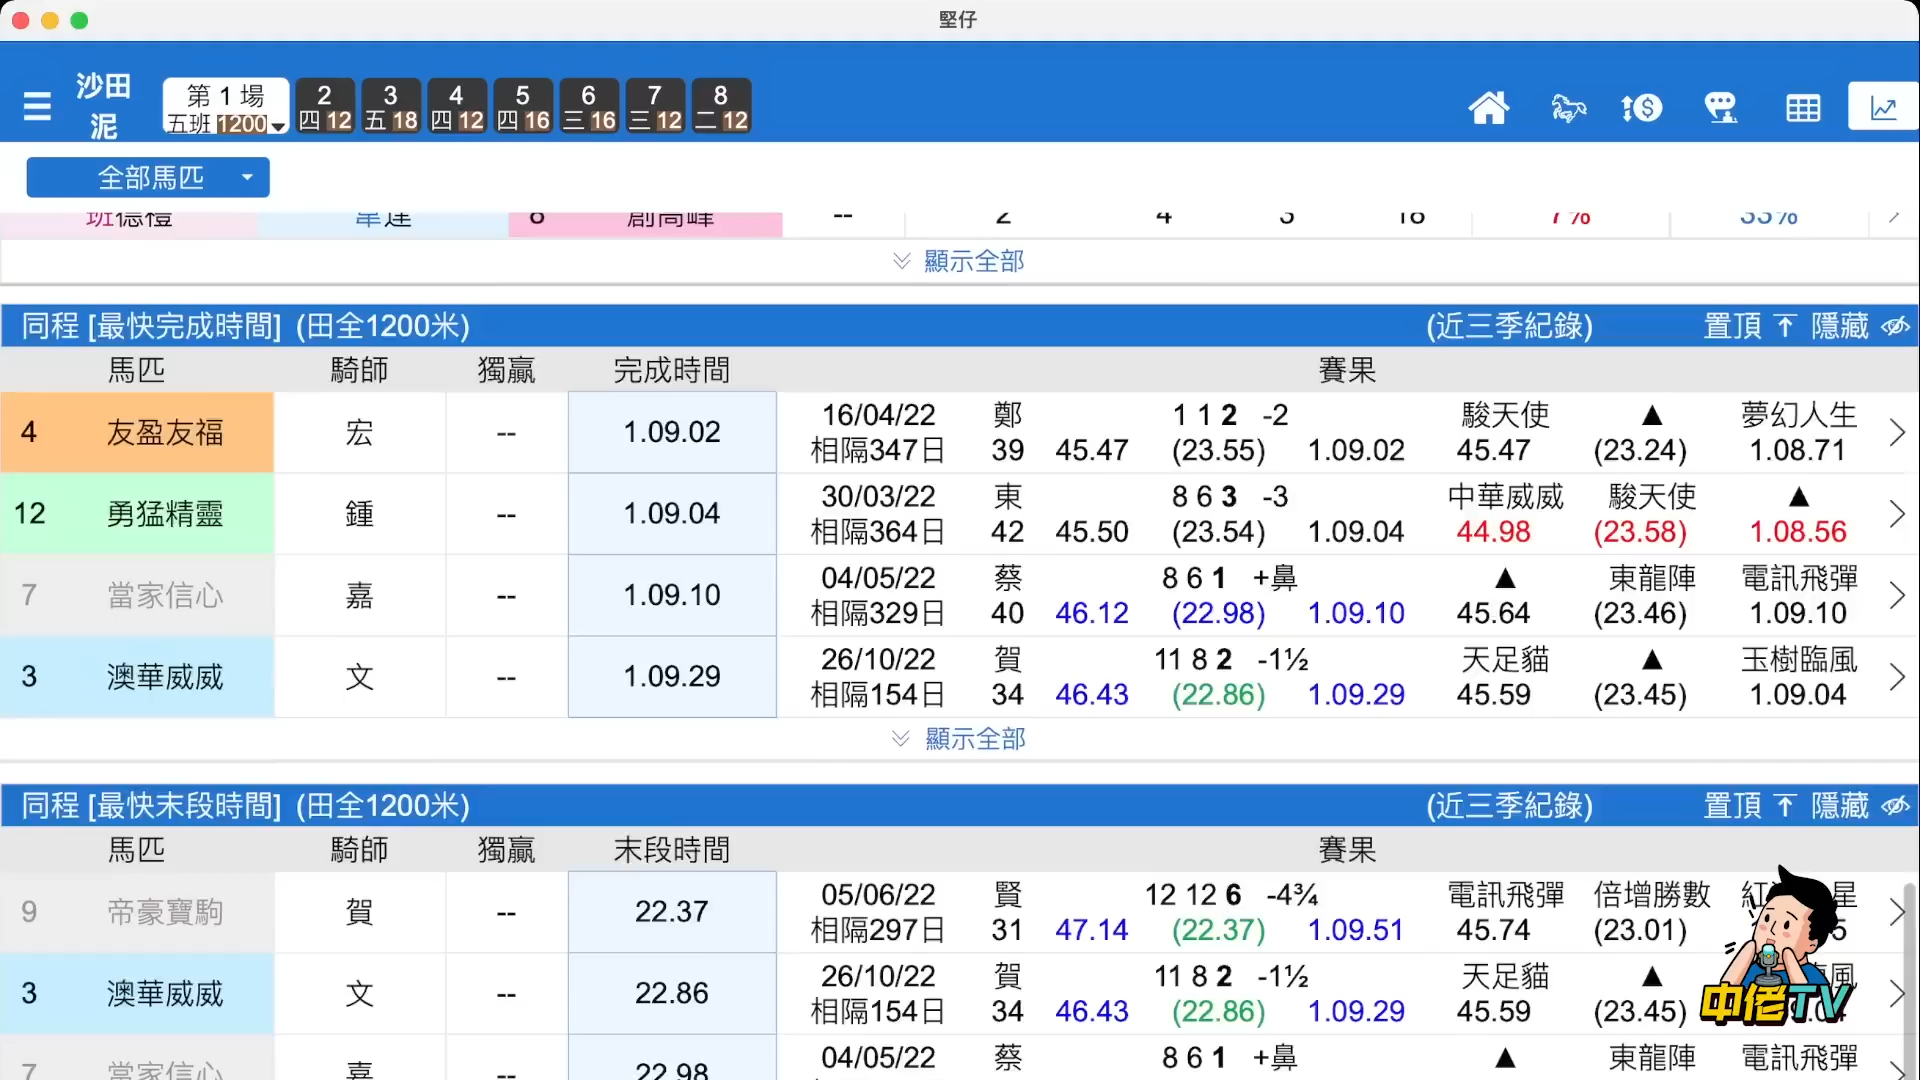 堅仔
沙田泥
第 1 場 五班 1200
2 四 12
3 五 18
4 四 12
5 四 16
6 三 16
7 三 12
8 二 12
全部馬匹
班德禮 韋達 8 創高峰 -- 2 4 3 18 7% 33%
顯示全部
同程 [最快完成時間] (田全1200米) (近三季紀錄) 置頂 隱藏
馬匹 騎師 獨贏 完成時間 賽果
4 友盈友福 宏 -- 1.09.02 16/04/22 鄭 1 1 2 -2 駿天使 ▲ 夢幻人生
相隔347日 39 45.47 (23.55) 1.09.02 45.47 (23.24) 1.08.71
12 勇猛精靈 鍾 -- 1.09.04 30/03/22 東 8 6 3 -3 中華威威 駿天使 ▲
相隔364日 42 45.50 (23.54) 1.09.04 44.98 (23.58) 1.08.56
7 當家信心 嘉 -- 1.09.10 04/05/22 蔡 8 6 1 +鼻 ▲ 東龍陣 電訊飛彈
相隔329日 40 46.12 (22.98) 1.09.10 45.64 (23.46) 1.09.10
3 澳華威威 文 -- 1.09.29 26/10/22 賀 11 8 2 -1½ 天足貓 ▲ 玉樹臨風
相隔154日 34 46.43 (22.86) 1.09.29 45.59 (23.45) 1.09.04
顯示全部
同程 [最快末段時間] (田全1200米) (近三季紀錄) 置頂 隱藏
馬匹 騎師 獨贏 末段時間 賽果
9 帝豪寶駒 賀 -- 22.37 05/06/22 賢 12 12 6 -4¾ 電訊飛彈 倍增勝數 紅 星
相隔297日 31 47.14 (22.37) 1.09.51 45.74 (23.01) 5
3 澳華威威 文 -- 22.86 26/10/22 賀 11 8 2 -1½ 天足貓 ▲ 風
相隔154日 34 46.43 (22.86) 1.09.29 45.59 (23.45)
中佬TV
7 當家信心 嘉 -- 22.98 04/05/22 蔡 8 6 1 +鼻 ▲ 東龍陣 電訊飛彈